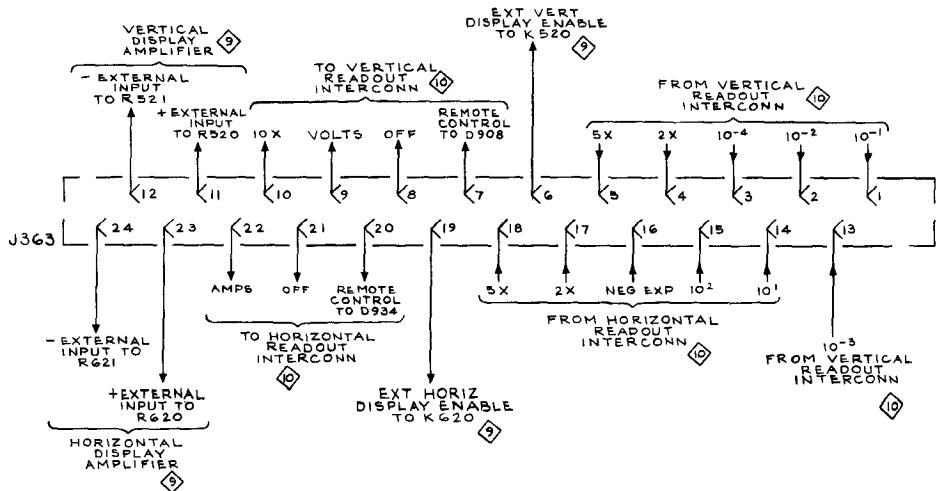 VERTICAL
DISPLAY
AMPLIFIER 9
- EXTERNAL
INPUT
TO R521
+ EXTERNAL
INPUT
TO R520
TO VERTICAL
READOUT
INTERCONN 10
10X
VOLTS
OFF
REMOTE
CONTROL
TO D908
EXT VERT
DISPLAY ENABLE
TO K520 9
FROM VERTICAL
READOUT
INTERCONN 10
5X
2X
10-4
10-2
10-1
12
11
10
9
8
7
6
5
4
3
2
1
J363
24
23
22
21
20
19
18
17
16
15
14
13
- EXTERNAL
INPUT TO
R621
+EXTERNAL
INPUT TO
R620
HORIZONTAL
DISPLAY
AMPLIFIER 9
AMPS
OFF
REMOTE
CONTROL
TO D934
TO HORIZONTAL
READOUT
INTERCONN
10
EXT HORIZ
DISPLAY ENABLE
TO K620 9
5X
2X
NEG EXP
10²
10¹
FROM HORIZONTAL
READOUT
INTERCONN 10
10-3
FROM VERTICAL
READOUT
INTERCONN
10